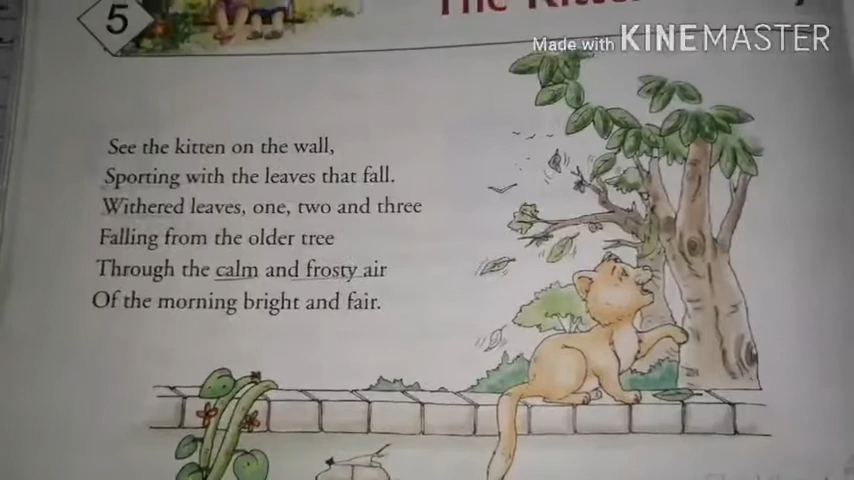 5
The
Made with KINEMASTER
See the kitten on the wall,
Sporting with the leaves that fall.
Withered leaves, one, two and three
Falling from the older tree
Through the calm and frosty air
Of the morning bright and fair.